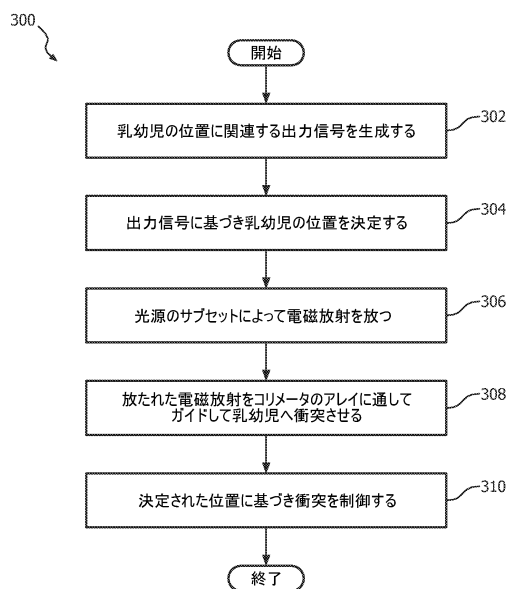 300
開始
乳幼児の位置に関連する出力信号を生成する
302
出力信号に基づき乳幼児の位置を決定する
304
光源のサブセットによって電磁放射を放つ
306
放たれた電磁放射をコリメータのアレイに通して
ガイドして乳幼児へ衝突させる
308
決定された位置に基づき衝突を制御する
310
終了